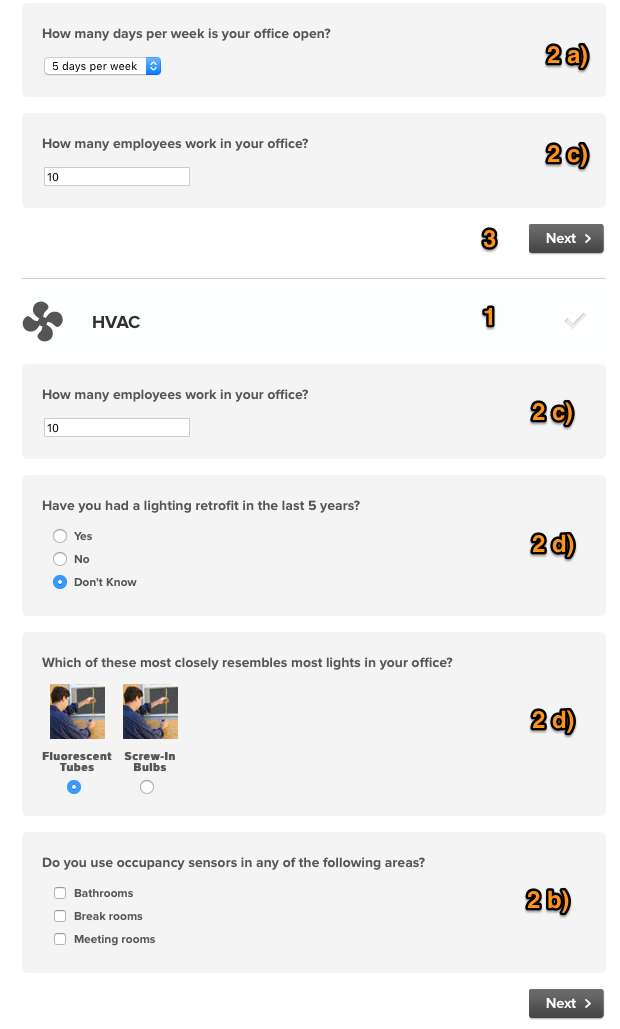 How many days per week is your office open?
2 a)
5 days per week
How many employees work in your office?
2 c)
10
3
Next
HVAC
1
How many employees work in your office?
2 c)
10
Have you had a lighting retrofit in the last 5 years?
Yes
2 d)
No
Don't Know
Which of these most closely resembles most lights in your office?
2 d)
Fluorescent Tubes
Screw-In Bulbs
Do you use occupancy sensors in any of the following areas?
Bathrooms
2 b)
Break rooms
Meeting rooms
Next